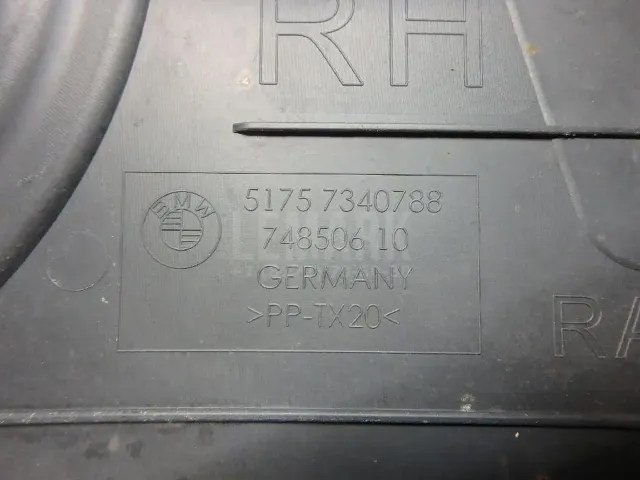 RH
BMW
5175 7340788
748506 10
GERMANY
>PP-TX20<
RA